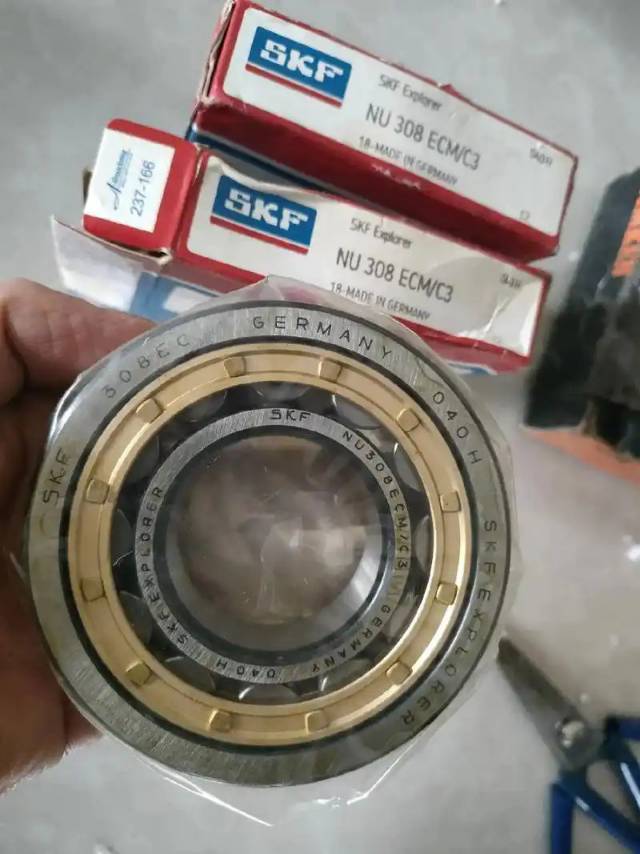 SKF
SKF Explorer
NU 308 ECM/C3
18-MADE IN GERMANY
12
237-166
SKF
SKF Explorer
NU 308 ECM/C3
18-MADE IN GERMANY
SKF 308EC GERMANY 040H SKF EXPLORER
SKF NU308ECM/C3 GERMANY 040H SKF EXPLORER